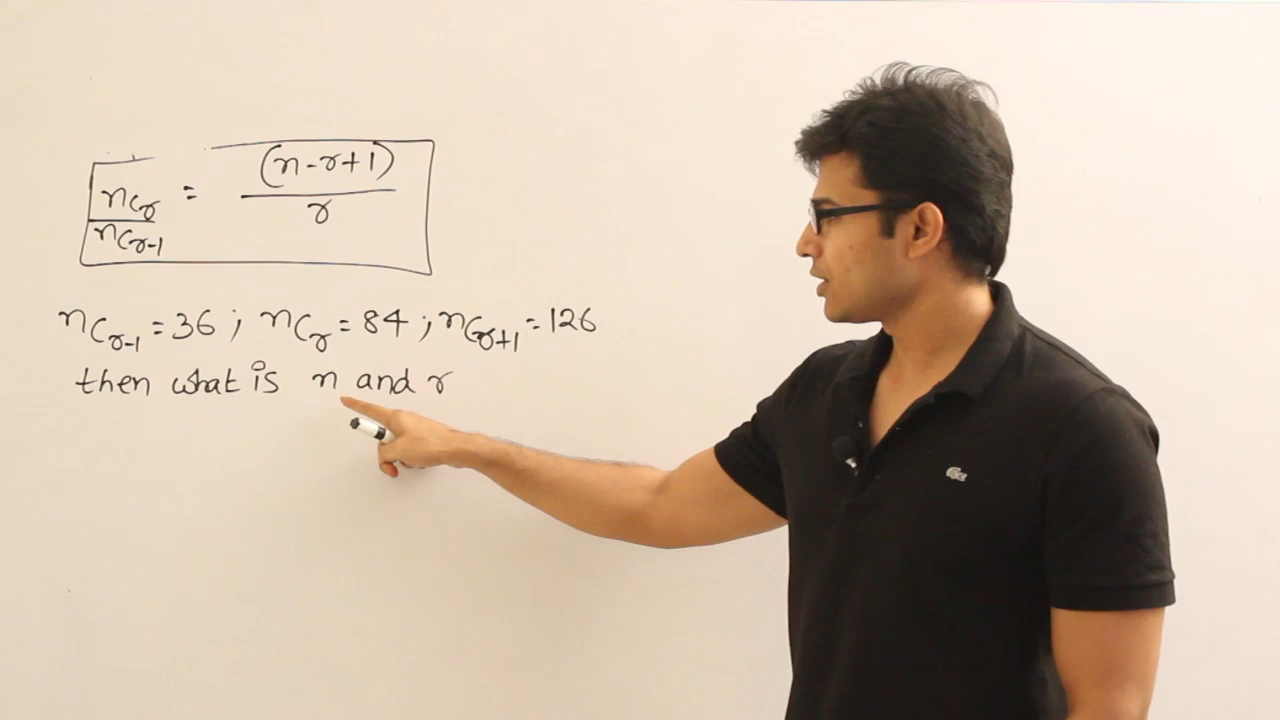 nCr / nCr-1 = (n-r+1) / r
nCr-1 = 36 ; nCr = 84 ; nCr+1 = 126
then what is n and r